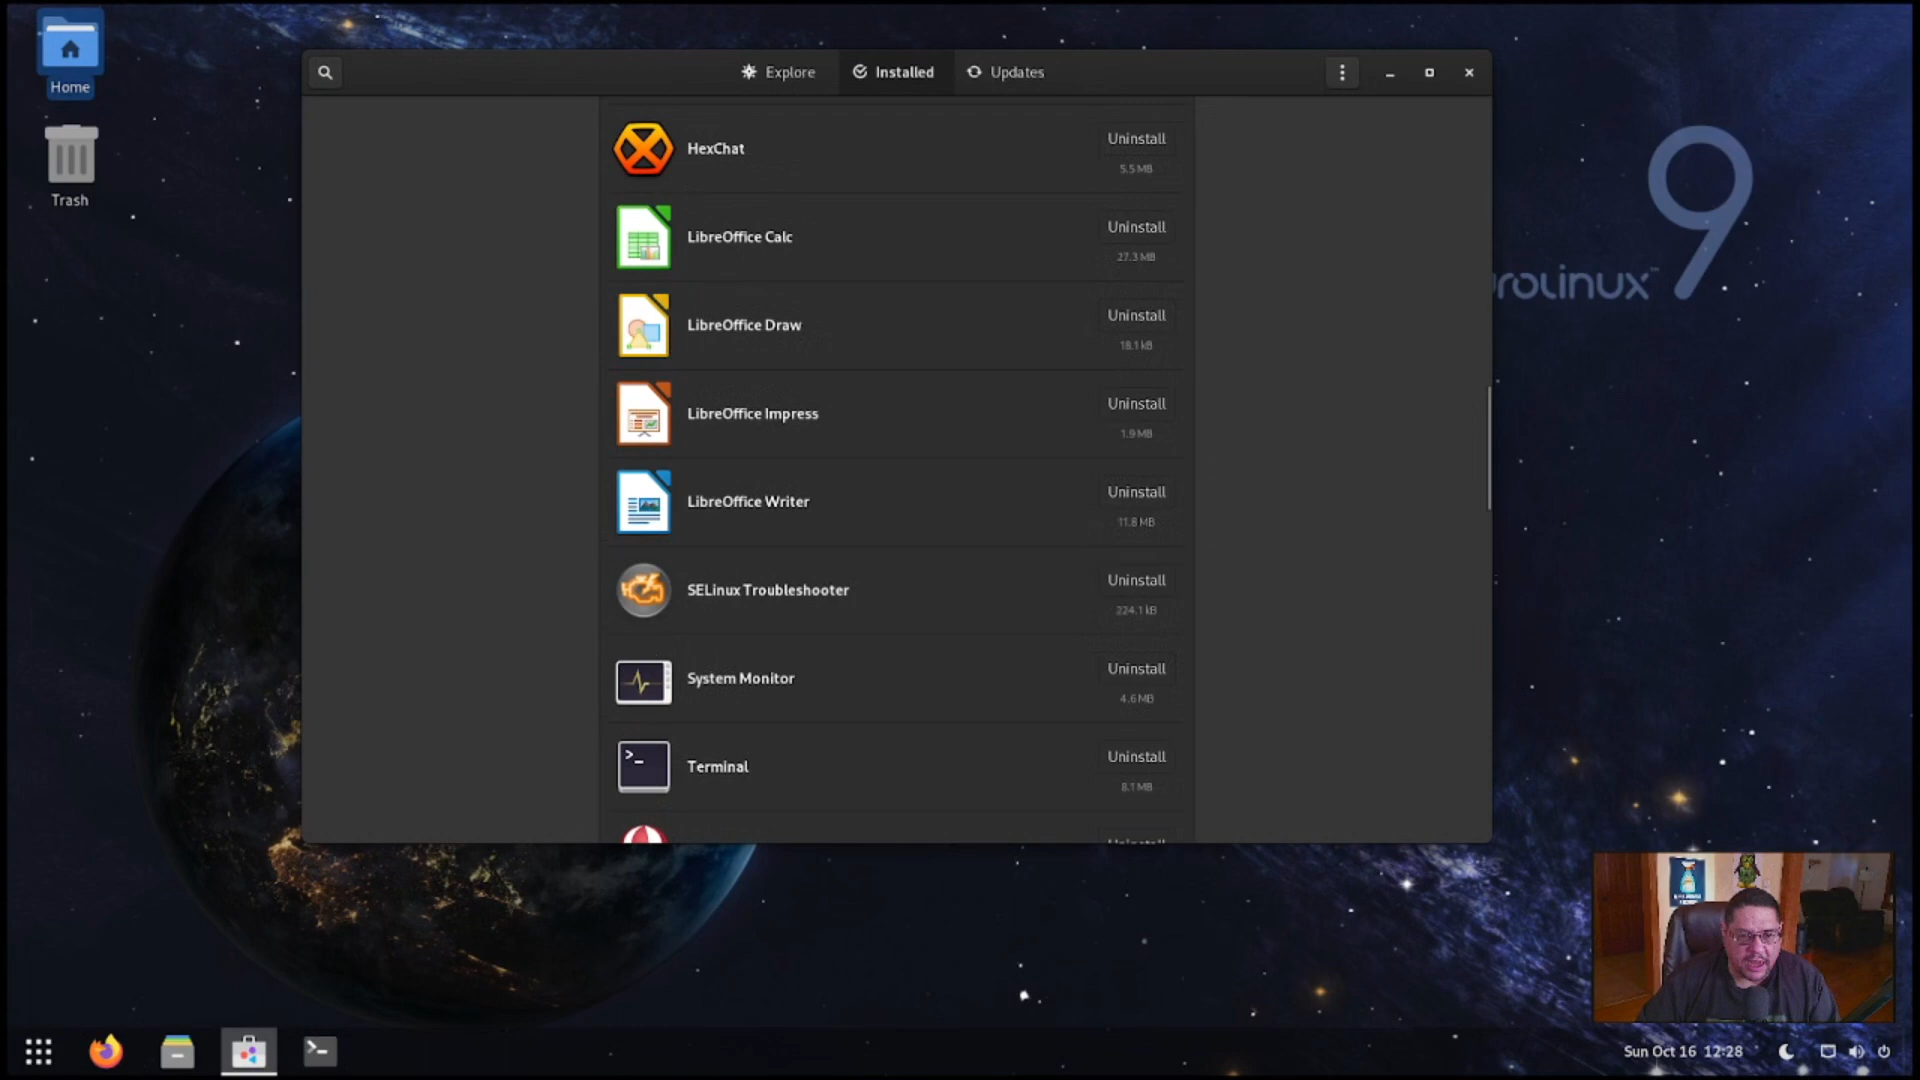 Home
Trash
Explore
Installed
Updates
HexChat
Uninstall
5.5 MB
LibreOffice Calc
Uninstall
27.3 MB
LibreOffice Draw
Uninstall
18.1 kB
LibreOffice Impress
Uninstall
1.9 MB
LibreOffice Writer
Uninstall
11.8 MB
SELinux Troubleshooter
Uninstall
224.1 kB
System Monitor
Uninstall
4.6 MB
Terminal
Uninstall
8.1 MB
9
rolinux™
Sun Oct 16 12:28